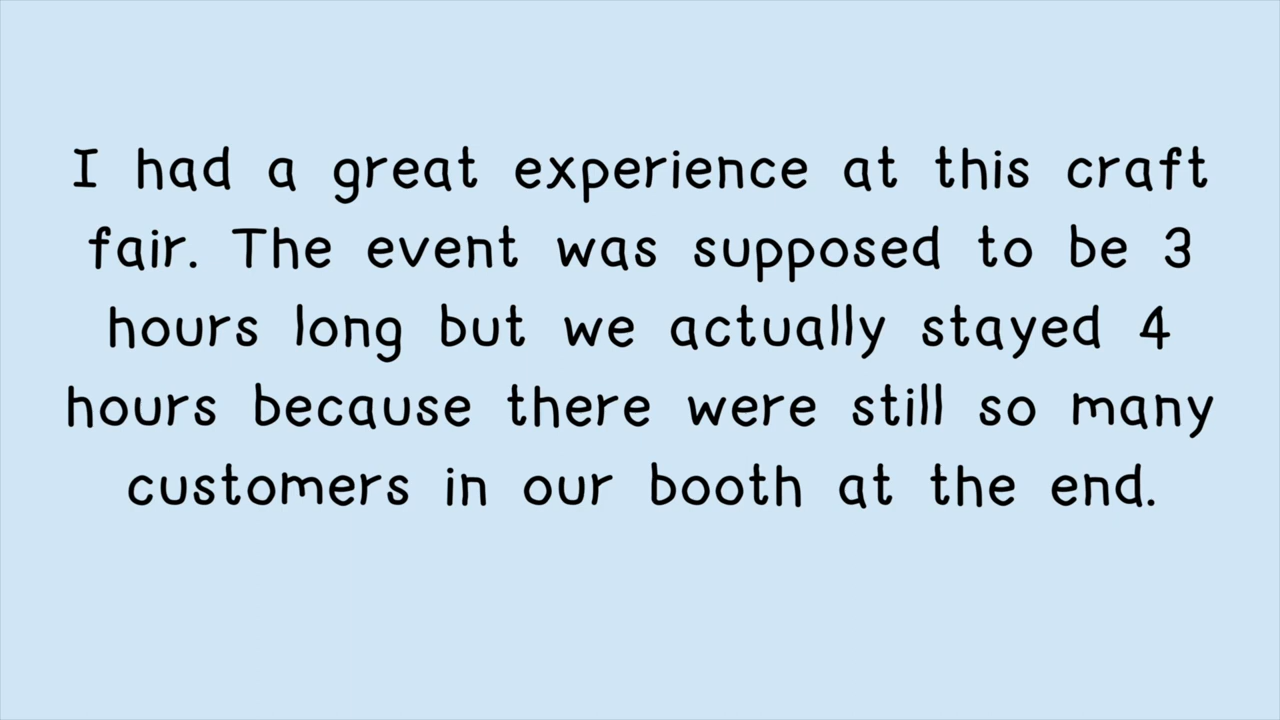 I had a great experience at this craft
fair. The event was supposed to be 3
hours long but we actually stayed 4
hours because there were still so many
customers in our booth at the end.